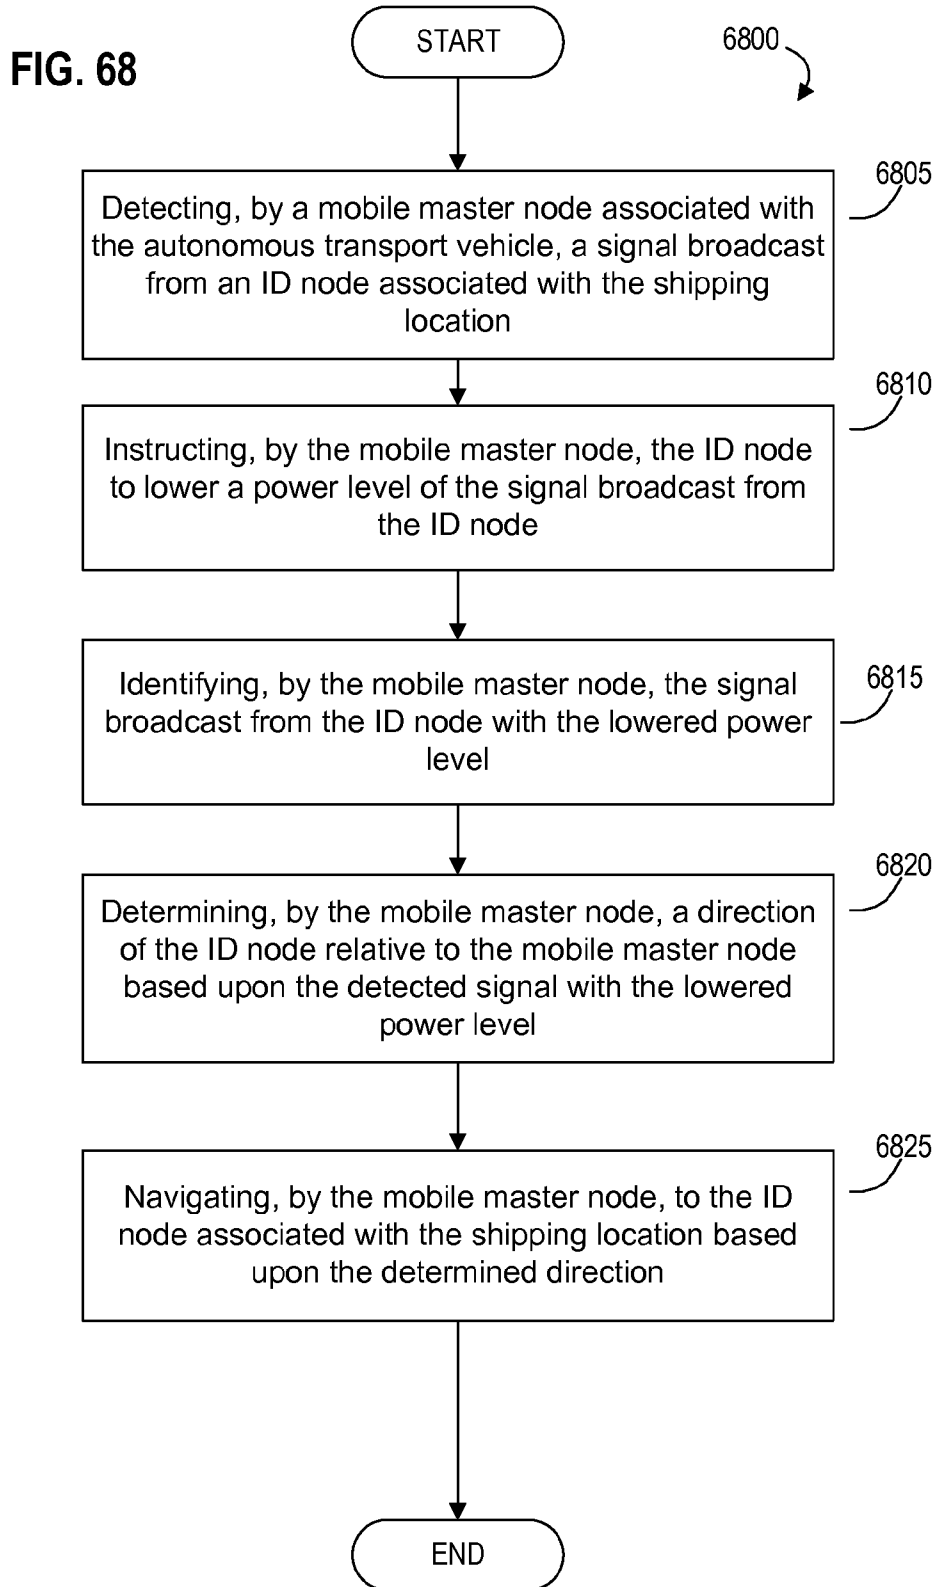 START
6800
FIG. 68
6805
Detecting, by a mobile master node associated with
the autonomous transport vehicle, a signal broadcast
from an ID node associated with the shipping
location
6810
Instructing, by the mobile master node, the ID node
to lower a power level of the signal broadcast from
the ID node
6815
Identifying, by the mobile master node, the signal
broadcast from the ID node with the lowered power
level
6820
Determining, by the mobile master node, a direction
of the ID node relative to the mobile master node
based upon the detected signal with the lowered
power level
6825
Navigating, by the mobile master node, to the ID
node associated with the shipping location based
upon the determined direction
END